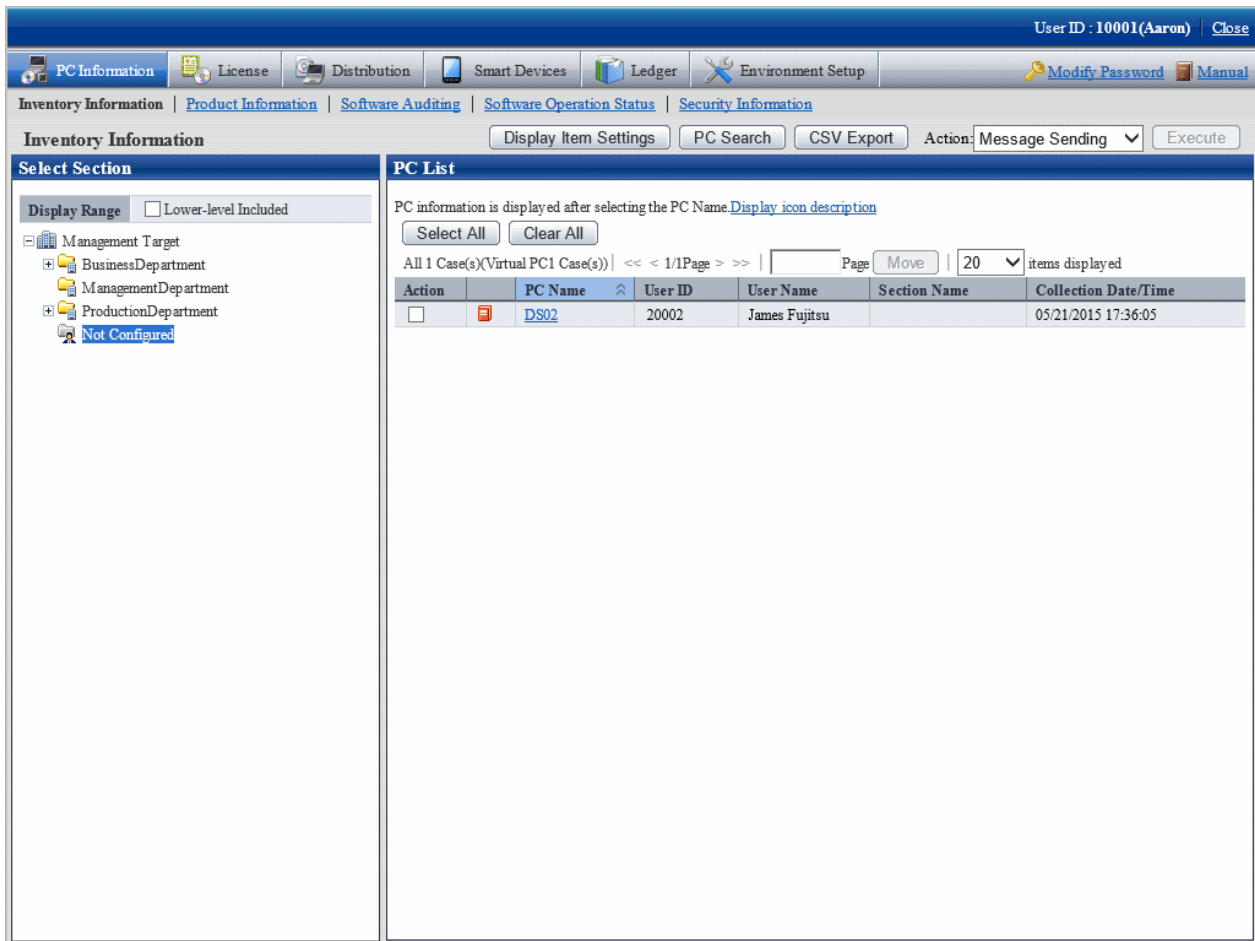 User ID : 10001(Aaron) Close
PC Information License Distribution Smart Devices Ledger Environment Setup Modify Password Manual
Inventory Information | Product Information | Software Auditing | Software Operation Status | Security Information
Inventory Information Display Item Settings PC Search CSV Export Action: Message Sending Execute
Select Section
Display Range Lower-level Included
Management Target
BusinessDepartment
ManagementDepartment
ProductionDepartment
Not Configured
PC List
PC information is displayed after selecting the PC Name.Display icon description
Select All Clear All
All 1 Case(s)(Virtual PC1 Case(s)) | << < 1/1Page > >> | Page Move | 20 items displayed
Action PC Name User ID User Name Section Name Collection Date/Time
DS02 20002 James Fujitsu 05/21/2015 17:36:05